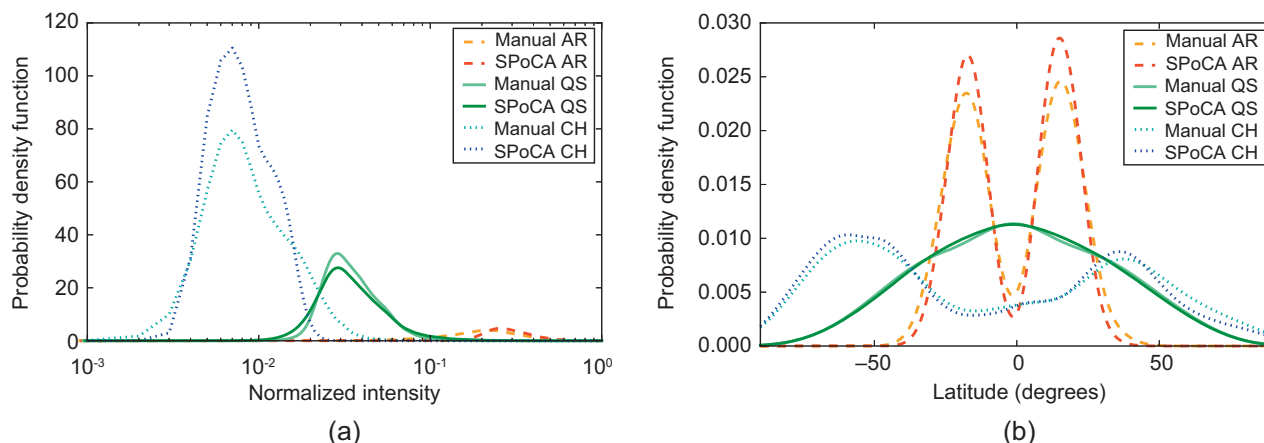 120
100
80
60
40
20
0
Probability density function
10⁻³
10⁻²
10⁻¹
10⁰
Normalized intensity
Manual AR
SPoCA AR
Manual QS
SPoCA QS
Manual CH
SPoCA CH
(a)
0.030
0.025
0.020
0.015
0.010
0.005
0.000
Probability density function
–50
0
50
Latitude (degrees)
Manual AR
SPoCA AR
Manual QS
SPoCA QS
Manual CH
SPoCA CH
(b)